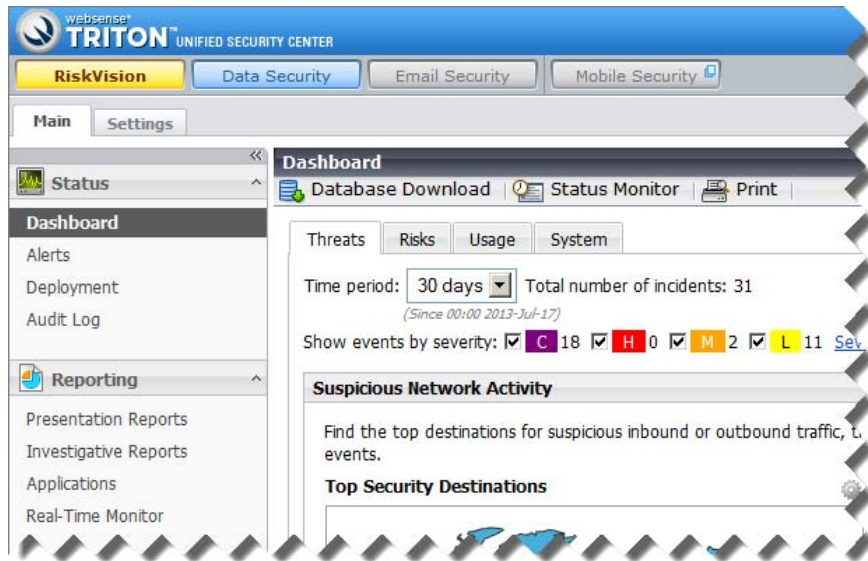 websense®
TRITON™ UNIFIED SECURITY CENTER
RiskVision
Data Security
Email Security
Mobile Security
Main
Settings
Status
Dashboard
Alerts
Deployment
Audit Log
Reporting
Presentation Reports
Investigative Reports
Applications
Real-Time Monitor
Dashboard
Database Download
Status Monitor
Print
Threats
Risks
Usage
System
Time period: 30 days Total number of incidents: 31
(Since 00:00 2013-Jul-17)
Show events by severity: C 18 H 0 M 2 L 11
Suspicious Network Activity
Find the top destinations for suspicious inbound or outbound traffic,
events.
Top Security Destinations